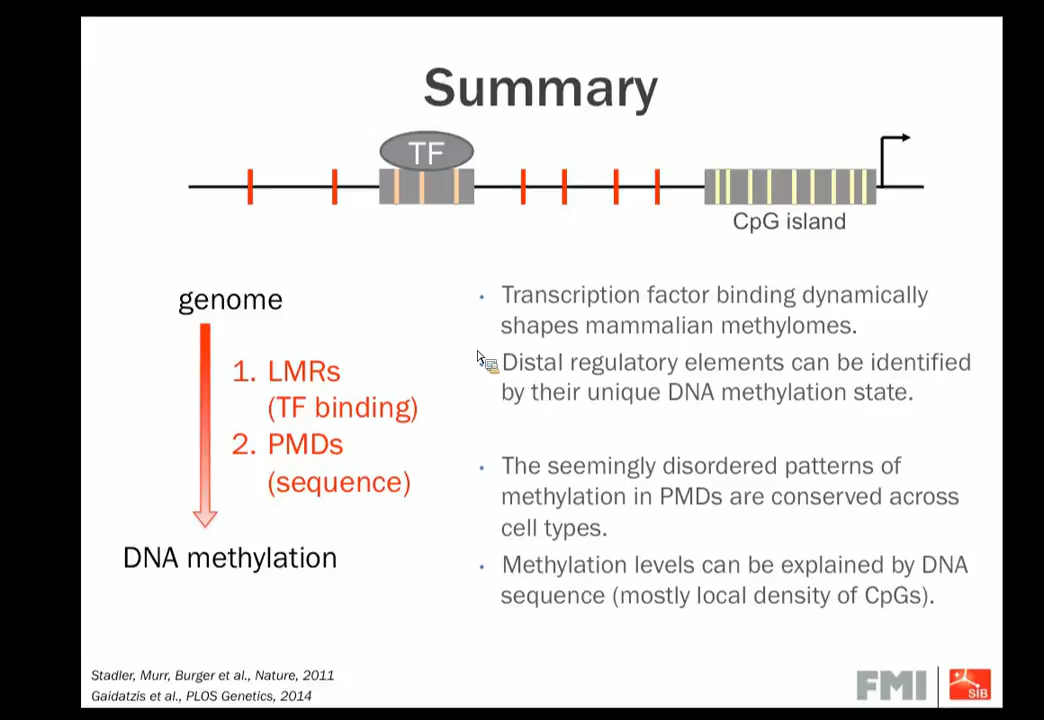 Summary
TF
CpG island
genome
1. LMRs
(TF binding)
2. PMDs
(sequence)
DNA methylation
• Transcription factor binding dynamically
shapes mammalian methylomes.
Distal regulatory elements can be identified
by their unique DNA methylation state.
• The seemingly disordered patterns of
methylation in PMDs are conserved across
cell types.
• Methylation levels can be explained by DNA
sequence (mostly local density of CpGs).
Stadler, Murr, Burger et al., Nature, 2011
Gaidatzis et al., PLOS Genetics, 2014
FMI
SIB